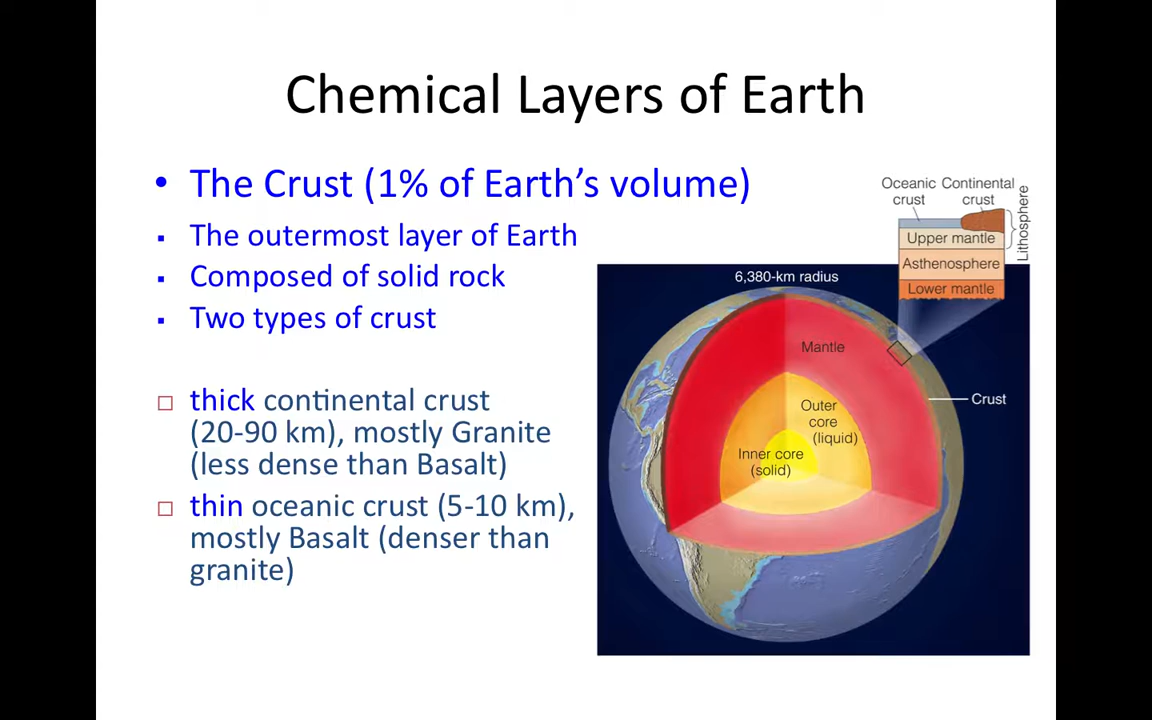 Chemical Layers of Earth
• The Crust (1% of Earth’s volume)
▪ The outermost layer of Earth
▪ Composed of solid rock
▪ Two types of crust
□ thick continental crust
(20-90 km), mostly Granite
(less dense than Basalt)
□ thin oceanic crust (5-10 km),
mostly Basalt (denser than
granite)
Oceanic
crust
Continental
crust
Lithosphere
Upper mantle
Asthenosphere
Lower mantle
6,380-km radius
Mantle
Crust
Outer
core
(liquid)
Inner core
(solid)